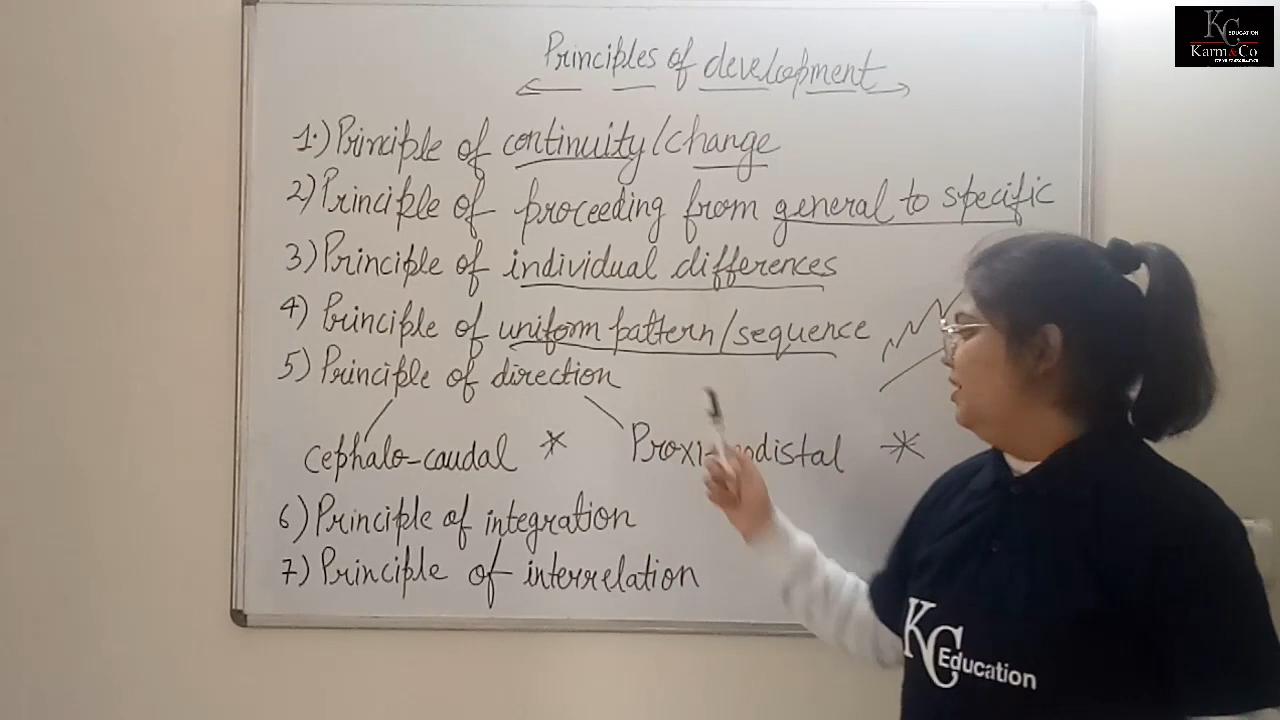 Principles of development
1.) Principle of continuity/change
2) Principle of proceeding from general to specific
3) Principle of individual differences
4) Principle of uniform pattern/sequence
5) Principle of direction
cephalo-caudal * Proxi-modistal *
6) Principle of integration
7) Principle of interrelation
KC
Education
KC EDUCATION
Karm&Co